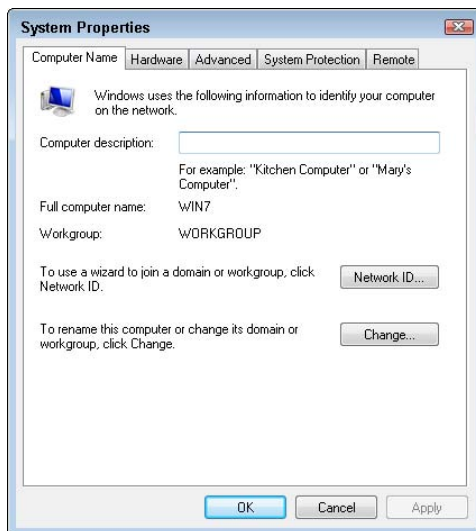 System Properties
Computer Name Hardware Advanced System Protection Remote
Windows uses the following information to identify your computer
on the network.
Computer description:
For example: "Kitchen Computer" or "Mary's
Computer".
Full computer name: WIN7
Workgroup: WORKGROUP
To use a wizard to join a domain or workgroup, click
Network ID.
Network ID...
To rename this computer or change its domain or
workgroup, click Change.
Change...
OK Cancel Apply